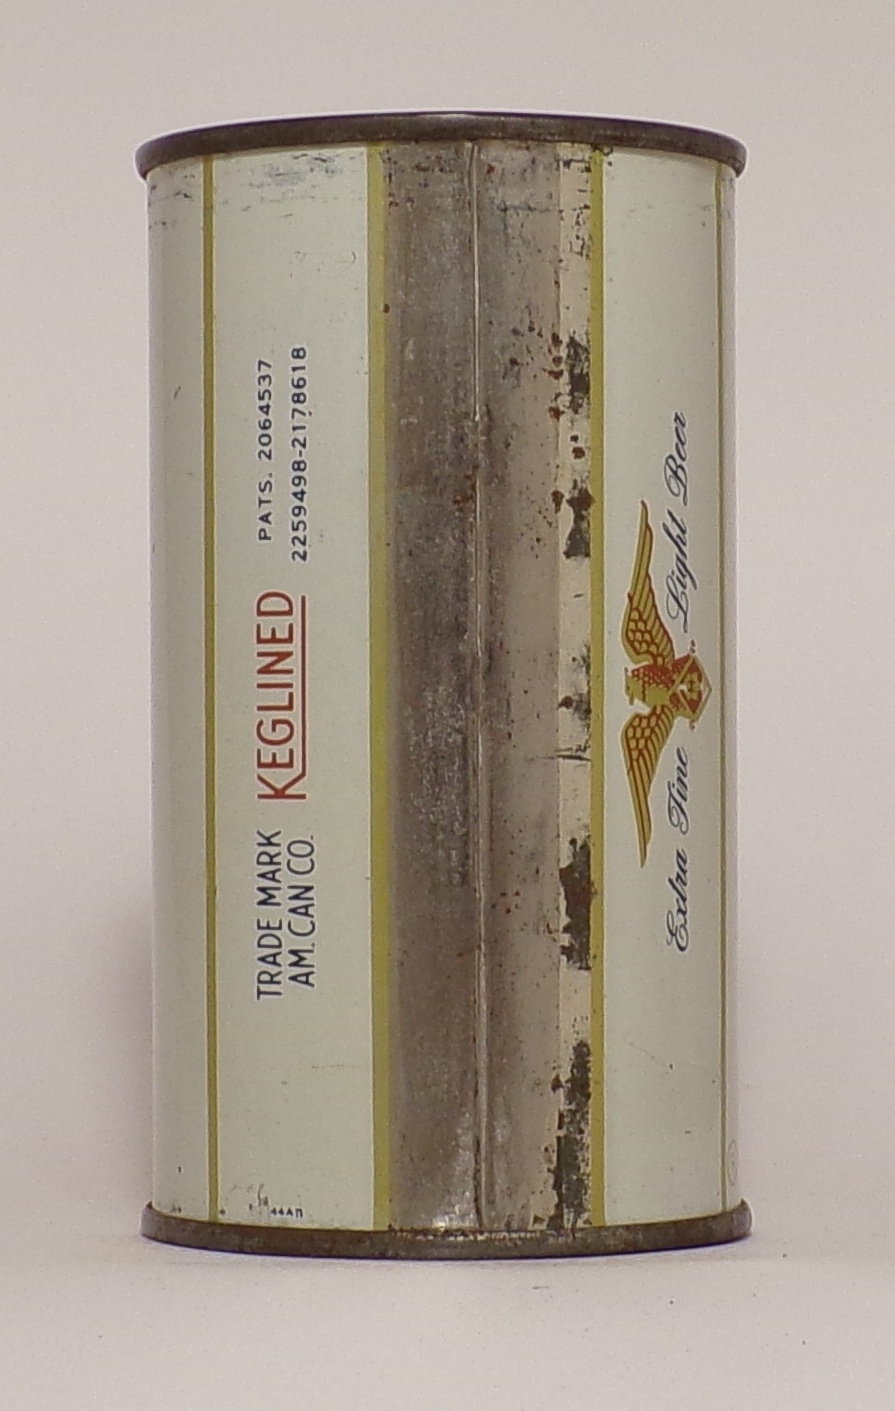 TRADE MARK
AM. CAN CO.
KEGLINED
PATS. 2064537
2259498-2178618
Extra Fine Light Beer